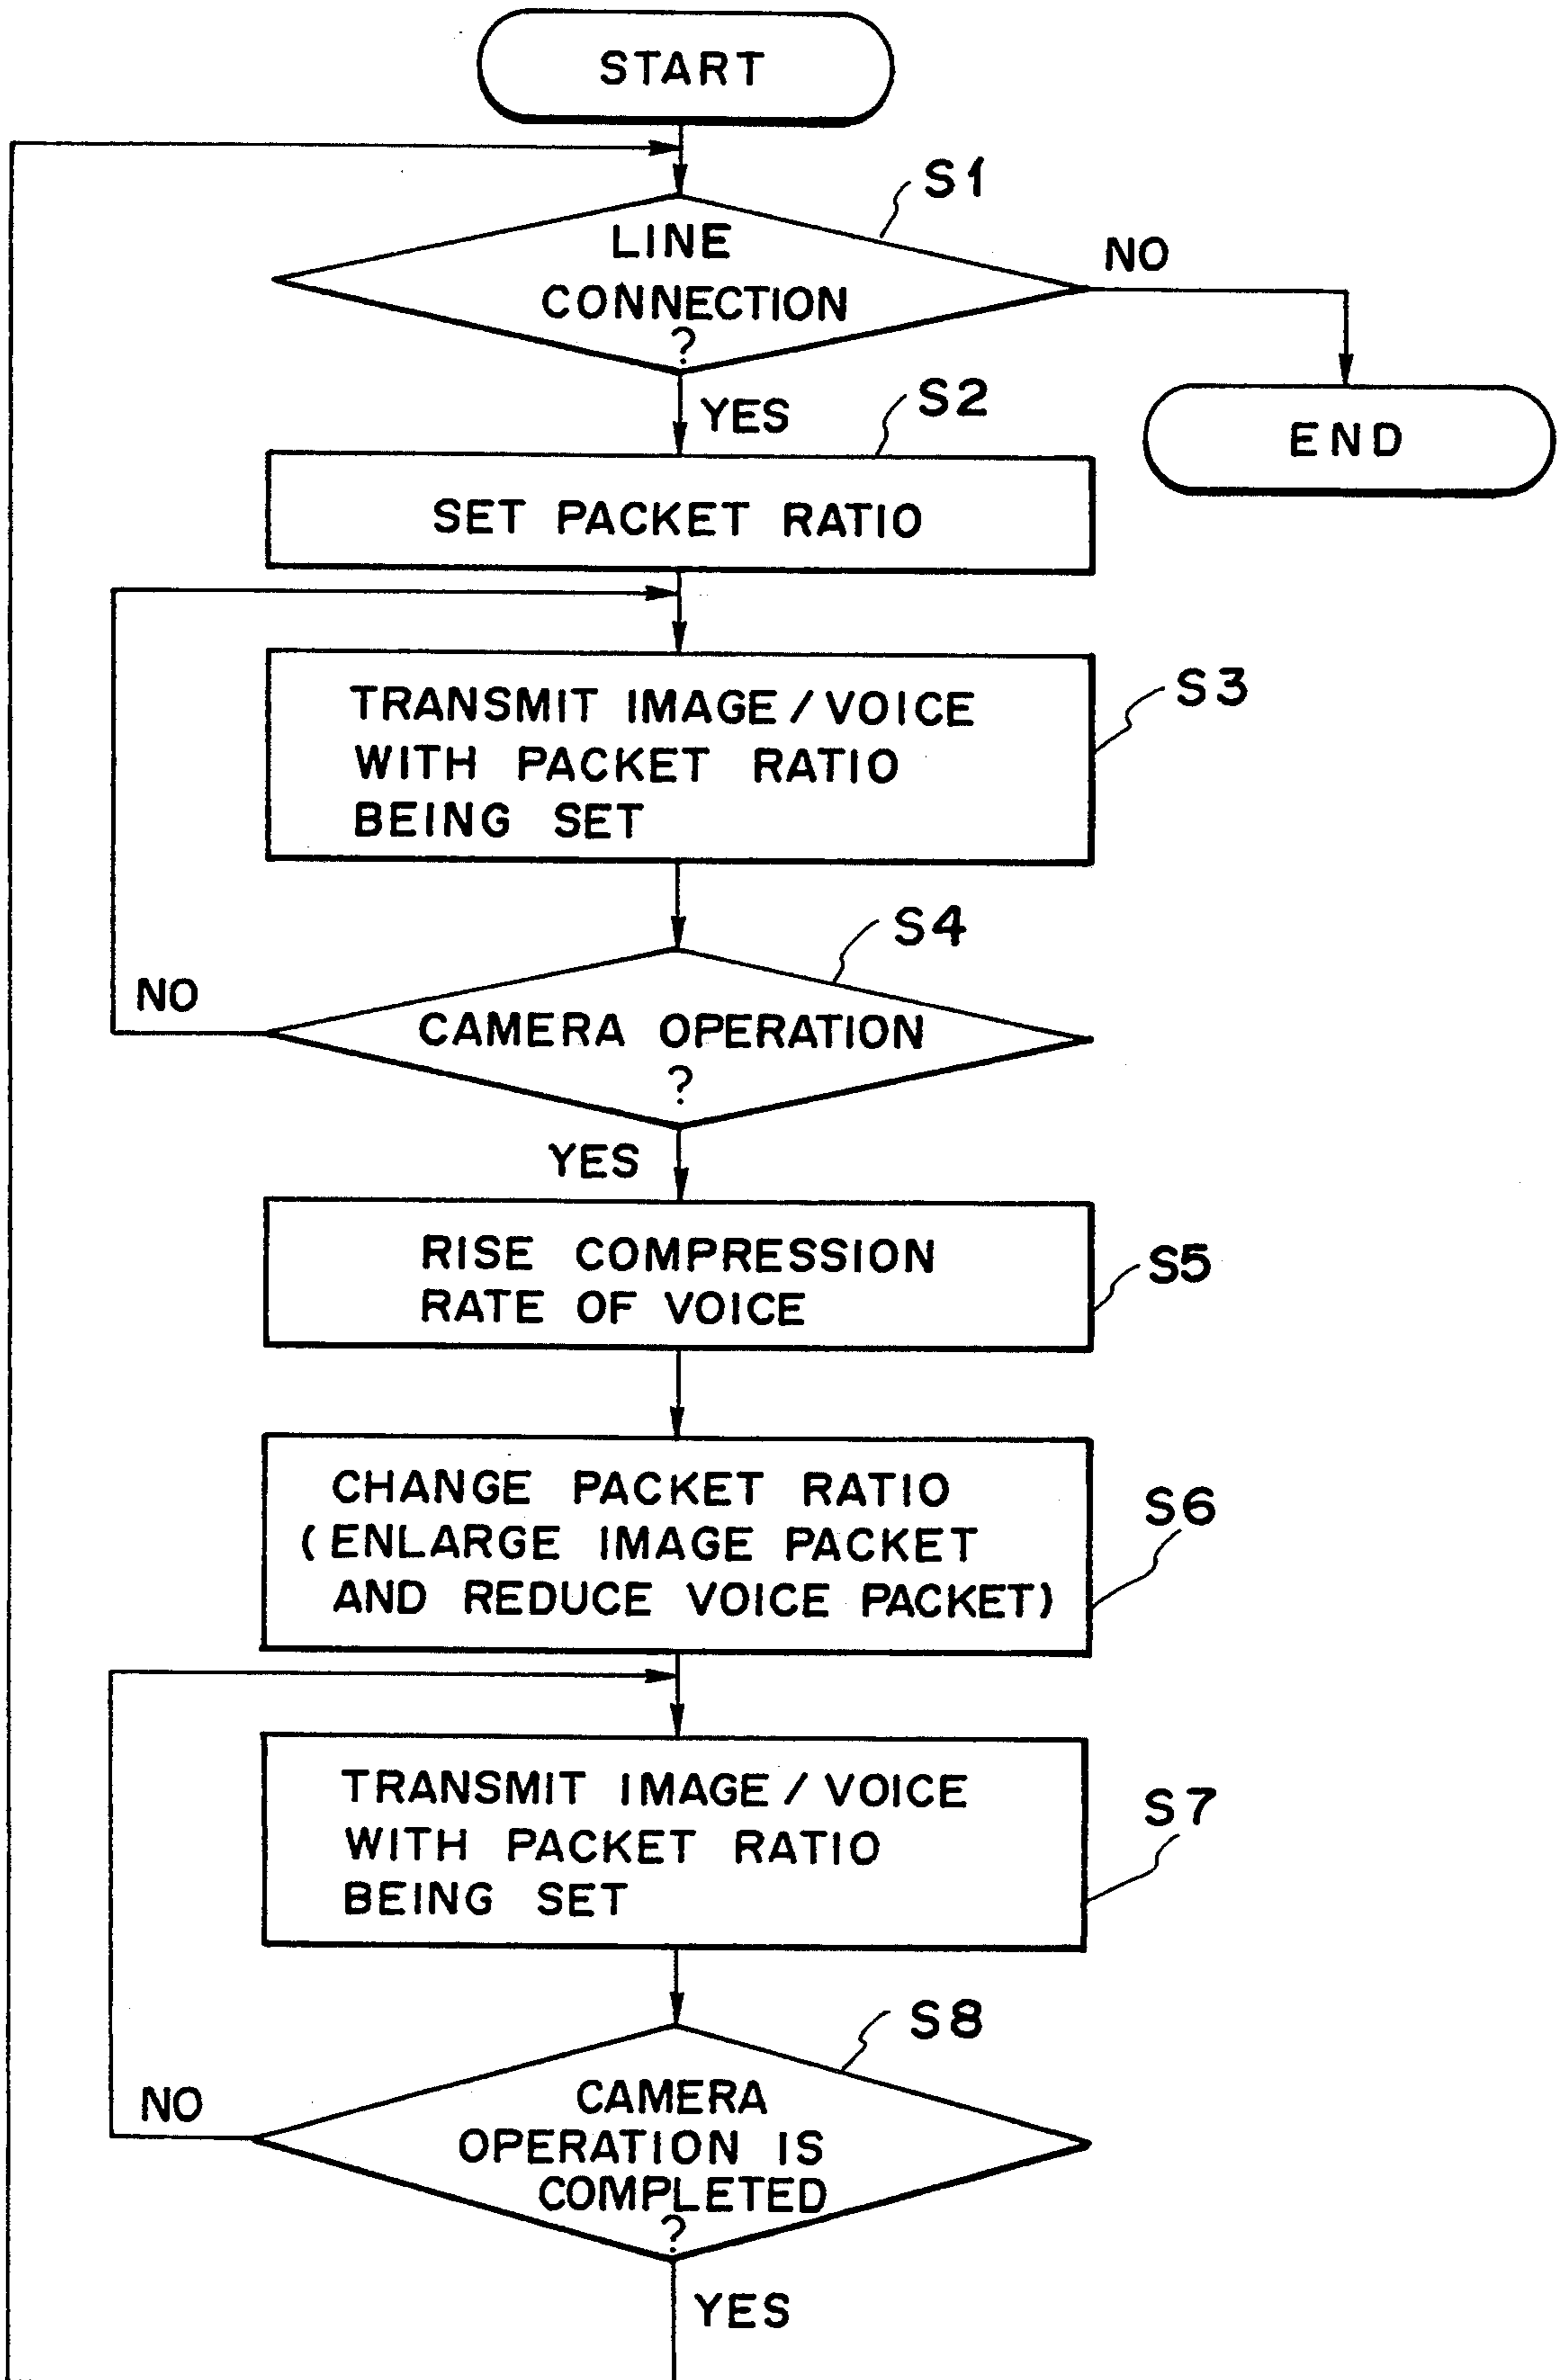 START
S1
LINE
CONNECTION
?
NO
YES
S2
END
SET PACKET RATIO
TRANSMIT IMAGE/VOICE
WITH PACKET RATIO
BEING SET
S3
S4
NO
CAMERA OPERATION
?
YES
RISE COMPRESSION
RATE OF VOICE
S5
CHANGE PACKET RATIO
(ENLARGE IMAGE PACKET
AND REDUCE VOICE PACKET)
S6
TRANSMIT IMAGE/VOICE
WITH PACKET RATIO
BEING SET
S7
S8
NO
CAMERA
OPERATION IS
COMPLETED
?
YES